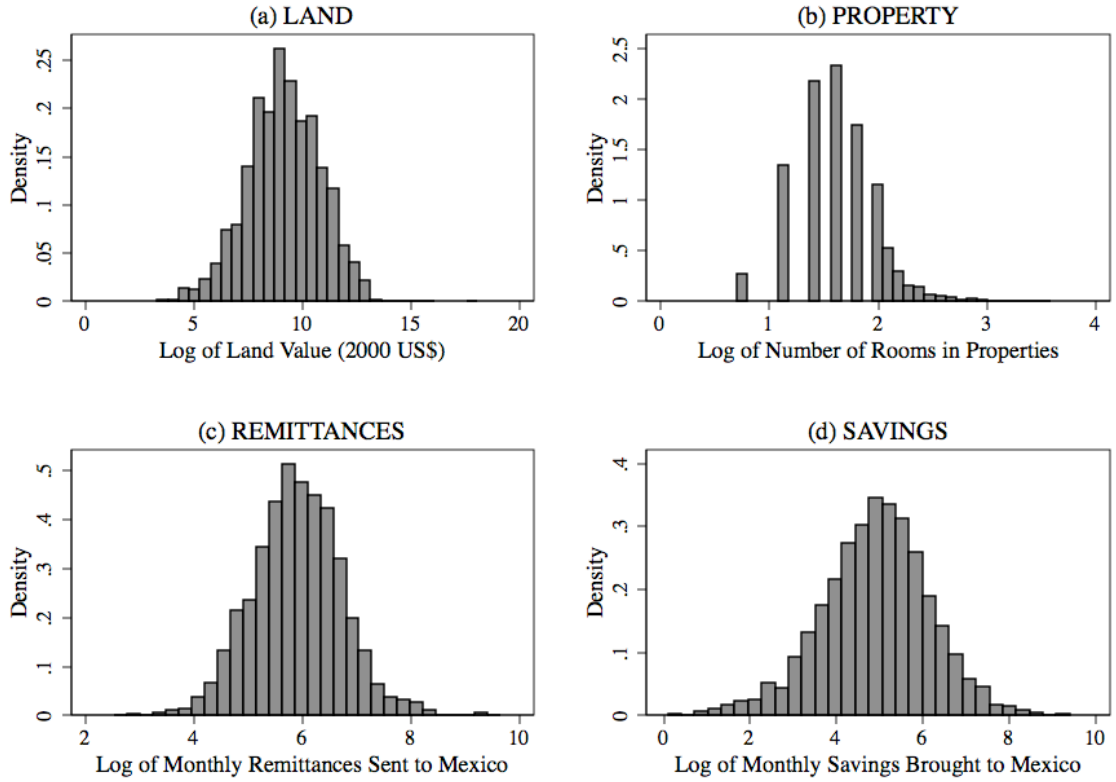 (a) LAND
Density
0 .05 .1 .15 .2 .25
0 5 10 15 20
Log of Land Value (2000 US$)
(b) PROPERTY
Density
0 .5 1 1.5 2 2.5
0 1 2 3 4
Log of Number of Rooms in Properties
(c) REMITTANCES
Density
0 .1 .2 .3 .4 .5
2 4 6 8 10
Log of Monthly Remittances Sent to Mexico
(d) SAVINGS
Density
0 .1 .2 .3 .4
0 2 4 6 8 10
Log of Monthly Savings Brought to Mexico